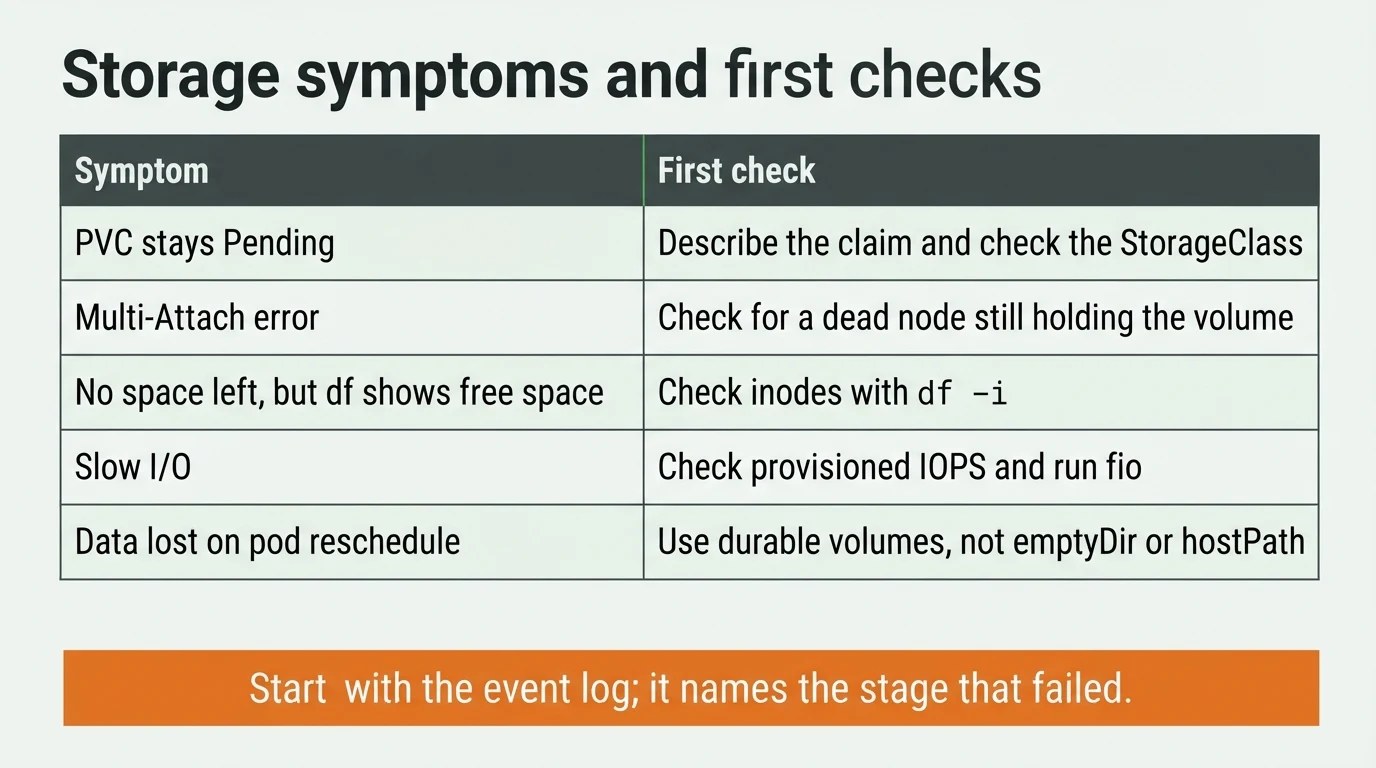 Storage symptoms and first checks
Symptom
First check
PVC stays Pending
Describe the claim and check the StorageClass
Multi-Attach error
Check for a dead node still holding the volume
No space left, but df shows free space
Check inodes with df –i
Slow I/O
Check provisioned IOPS and run fio
Data lost on pod reschedule
Use durable volumes, not emptyDir or hostPath
Start with the event log; it names the stage that failed.